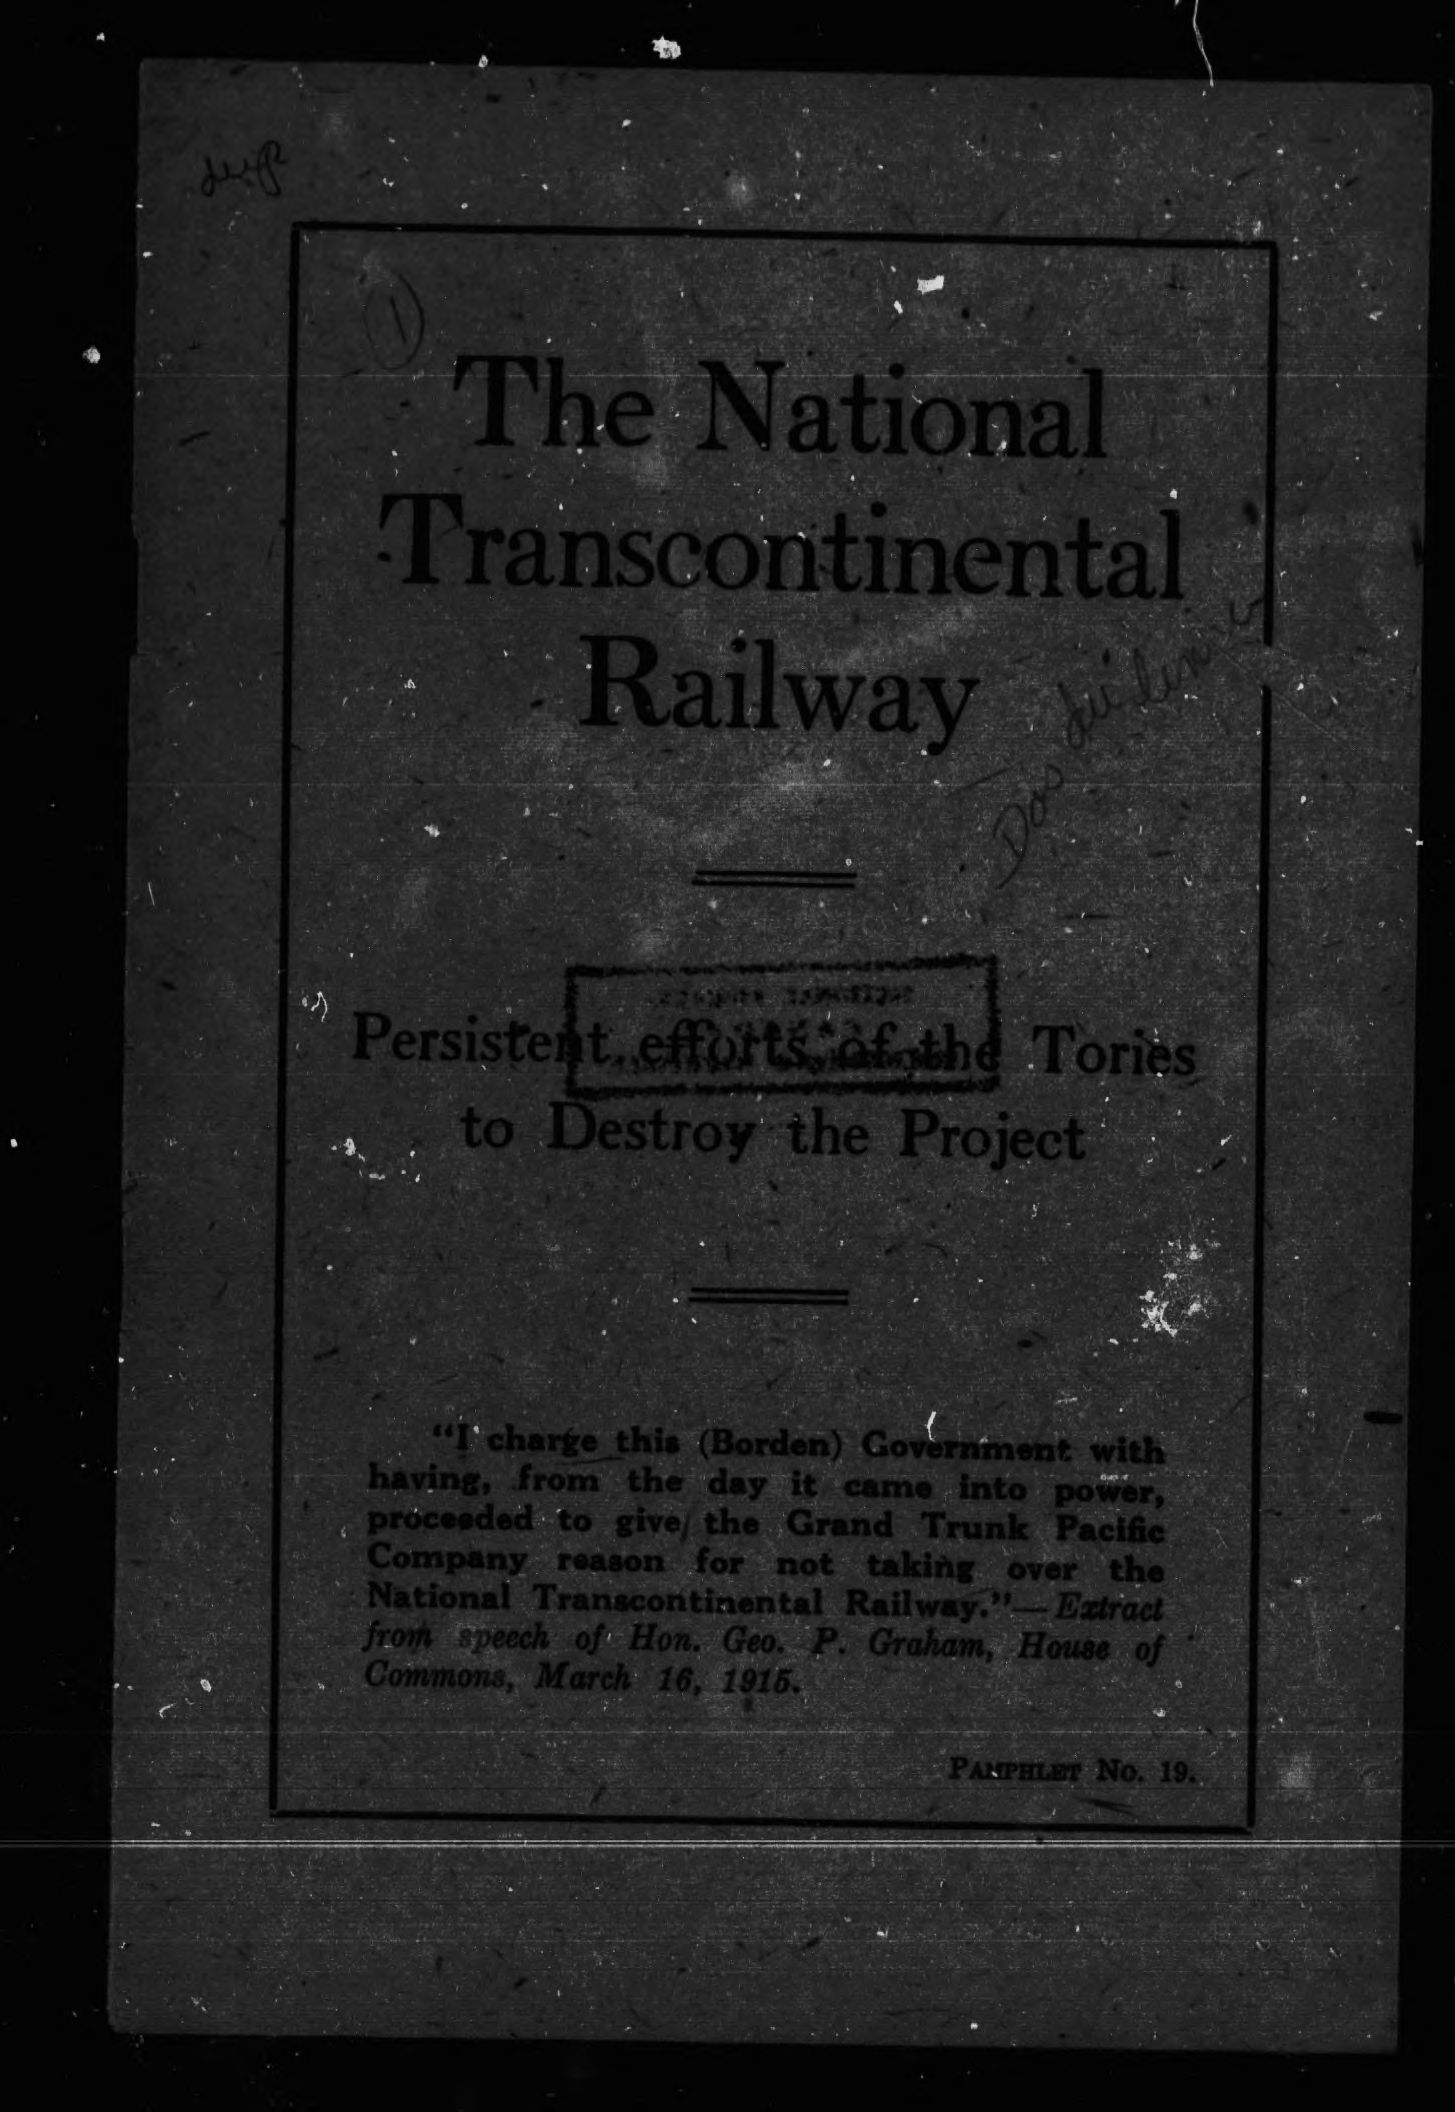 The National
Transcontinental
Railway
Persistent efforts of the Tories
to Destroy the Project
"I charge this (Borden) Government with
having, from the day it came into power,
proceeded to give the Grand Trunk Pacific
Company reason for not taking over the
National Transcontinental Railway."—Extract
from speech of Hon. Geo. P. Graham, House of
Commons, March 16, 1915.
PAMPHLET No. 19.